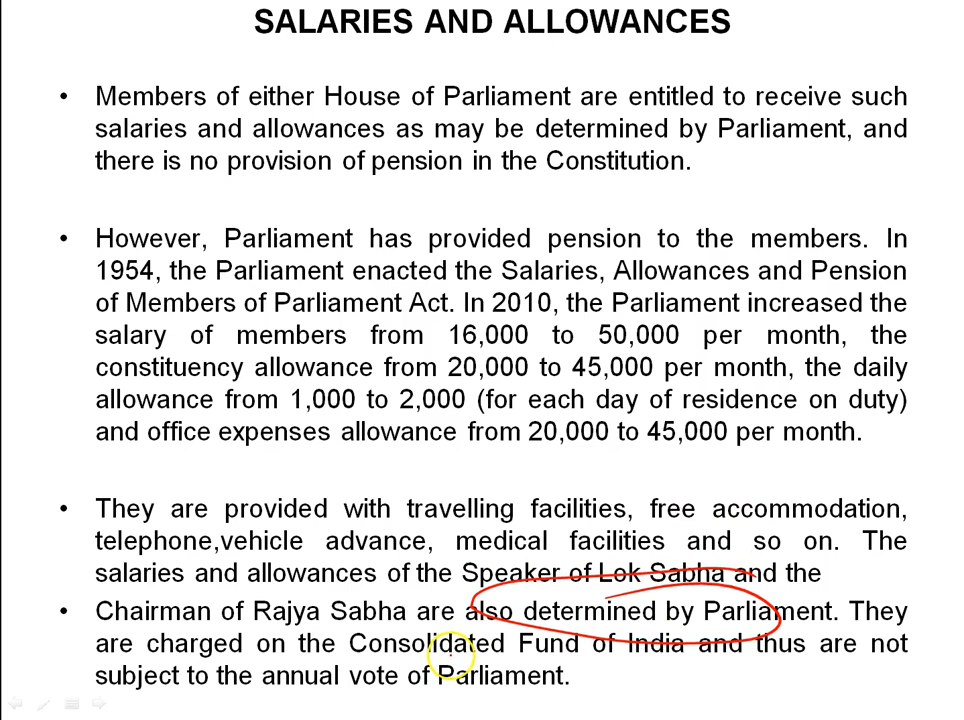 SALARIES AND ALLOWANCES
• Members of either House of Parliament are entitled to receive such
salaries and allowances as may be determined by Parliament, and
there is no provision of pension in the Constitution.
• However, Parliament has provided pension to the members. In
1954, the Parliament enacted the Salaries, Allowances and Pension
of Members of Parliament Act. In 2010, the Parliament increased the
salary of members from 16,000 to 50,000 per month, the
constituency allowance from 20,000 to 45,000 per month, the daily
allowance from 1,000 to 2,000 (for each day of residence on duty)
and office expenses allowance from 20,000 to 45,000 per month.
• They are provided with travelling facilities, free accommodation,
telephone,vehicle advance, medical facilities and so on. The
salaries and allowances of the Speaker of Lok Sabha and the
• Chairman of Rajya Sabha are also determined by Parliament. They
are charged on the Consolidated Fund of India and thus are not
subject to the annual vote of Parliament.